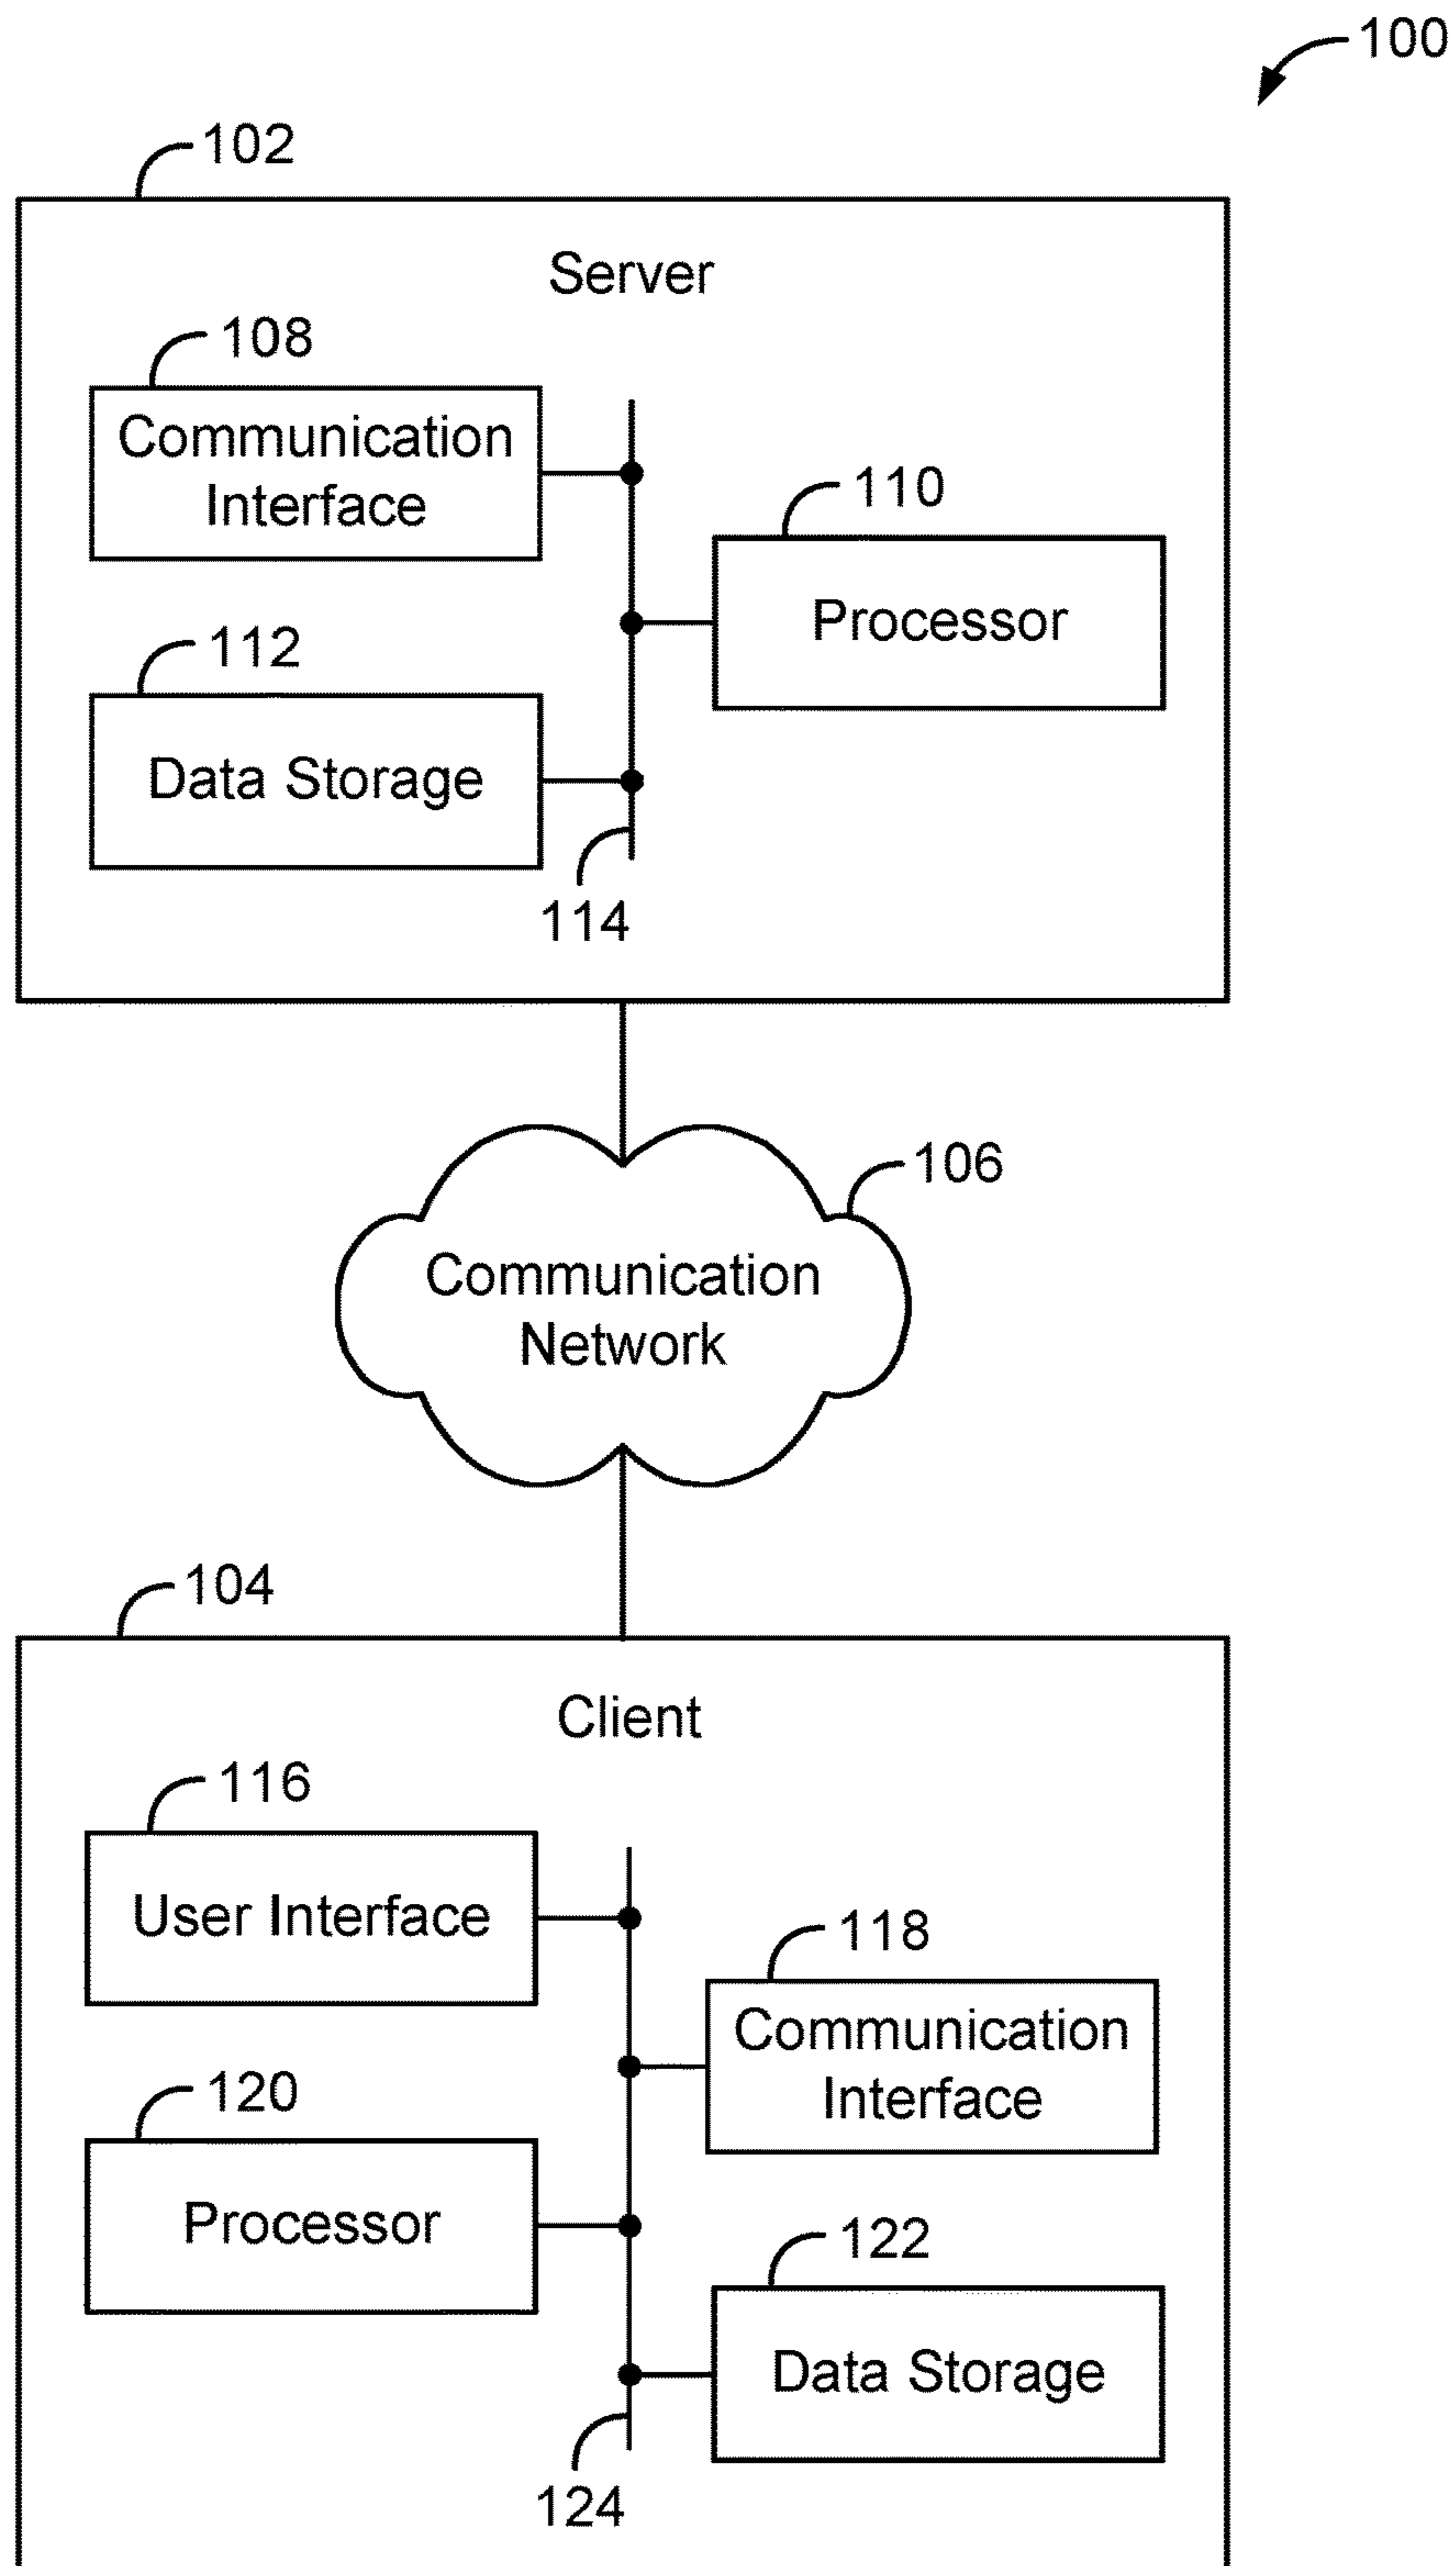 100
102
Server
108
Communication
Interface
110
Processor
112
Data Storage
114
106
Communication
Network
104
Client
116
User Interface
118
Communication
Interface
120
Processor
122
Data Storage
124